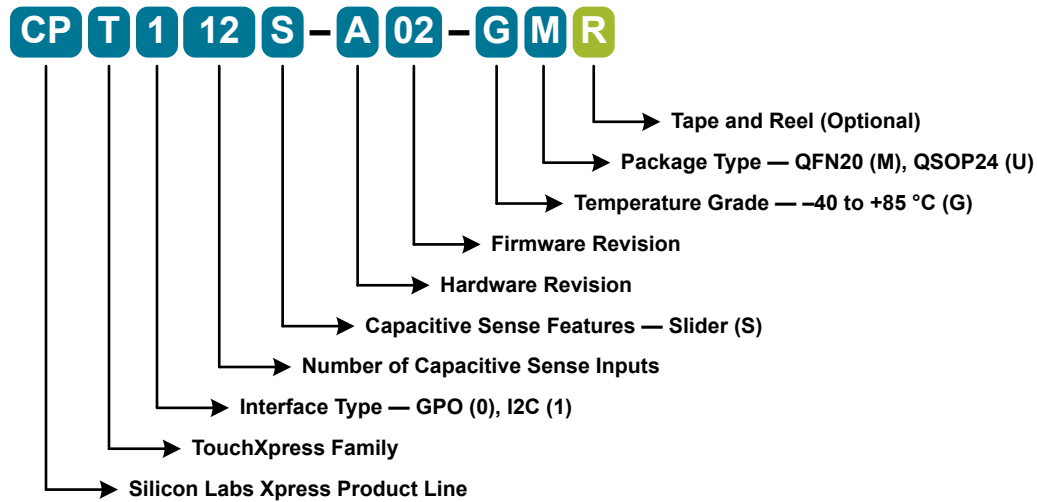 CP T 1 12 S – A 02 – G M R
Tape and Reel (Optional)
Package Type — QFN20 (M), QSOP24 (U)
Temperature Grade — –40 to +85 °C (G)
Firmware Revision
Hardware Revision
Capacitive Sense Features — Slider (S)
Number of Capacitive Sense Inputs
Interface Type — GPO (0), I2C (1)
TouchXpress Family
Silicon Labs Xpress Product Line